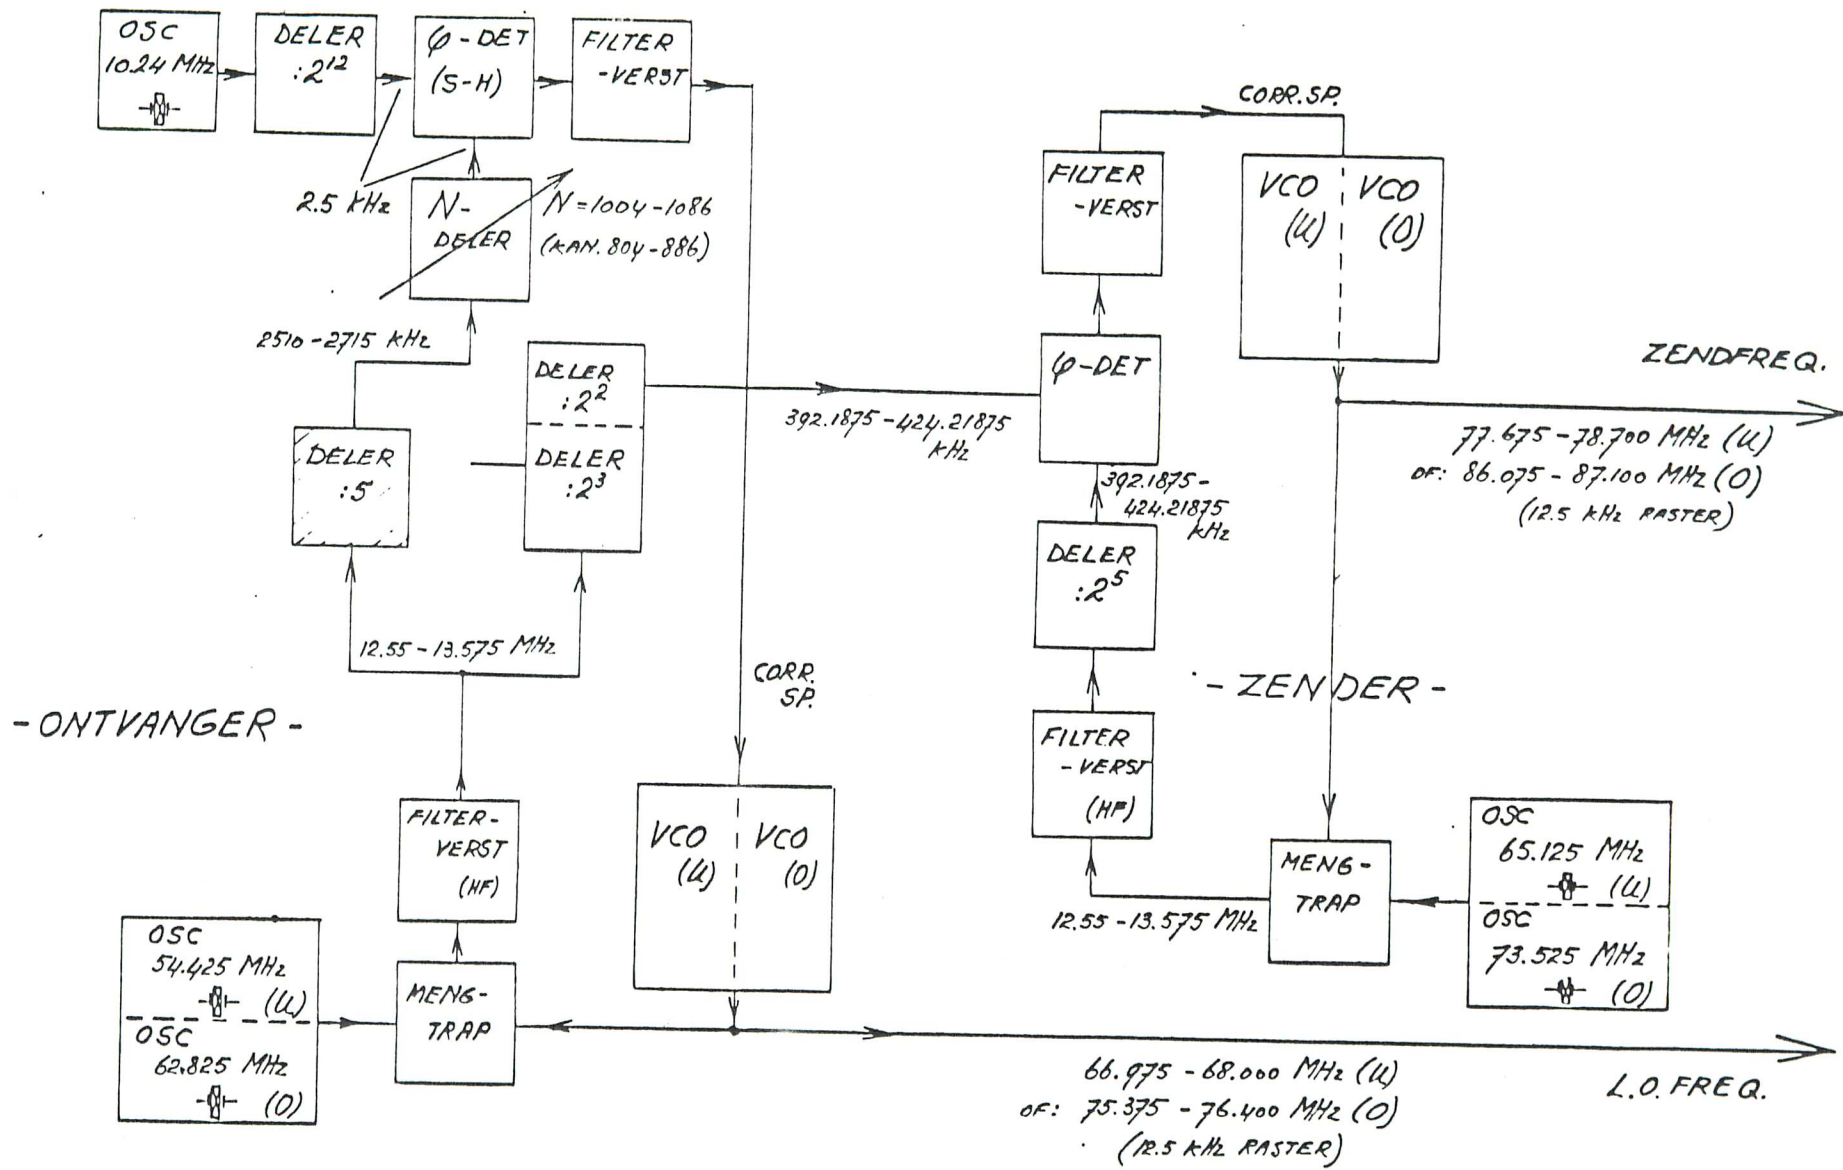 OSC
10.24 MHz
DELER
:2¹²
φ-DET
(S-H)
FILTER
-VERST
2.5 kHz
N-
DELER
N=1004-1086
(KAN. 804-886)
2510-2715 kHz
DELER
:5
DELER
:2²
DELER
:2³
12.55-13.575 MHz
392.1875-424.21875
kHz
CORR.
SP.
-ONTVANGER-
FILTER-
VERST
(HF)
VCO
(U)
VCO
(O)
OSC
54.425 MHz
(U)
OSC
62.825 MHz
(O)
MENG-
TRAP
66.975-68.000 MHz (U)
OF: 75.375-76.400 MHz (O)
(12.5 kHz RASTER)
L.O. FREQ.
CORR.SP.
FILTER
-VERST
VCO
(U)
VCO
(O)
φ-DET
ZENDFREQ.
77.675-78.700 MHz (U)
OF: 86.075-87.100 MHz (O)
(12.5 kHz RASTER)
392.1875-
424.21875
kHz
DELER
:2⁵
-ZENDER-
FILTER
-VERST
(HF)
12.55-13.575 MHz
MENG-
TRAP
OSC
65.125 MHz
(U)
OSC
73.525 MHz
(O)